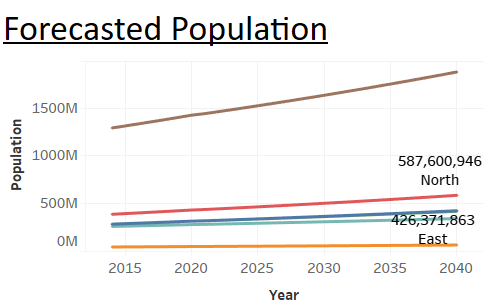 Forecasted Population
1500M
1000M
500M
0M
Population
587,600,946
North
426,371,863
East
2015 2020 2025 2030 2035 2040
Year